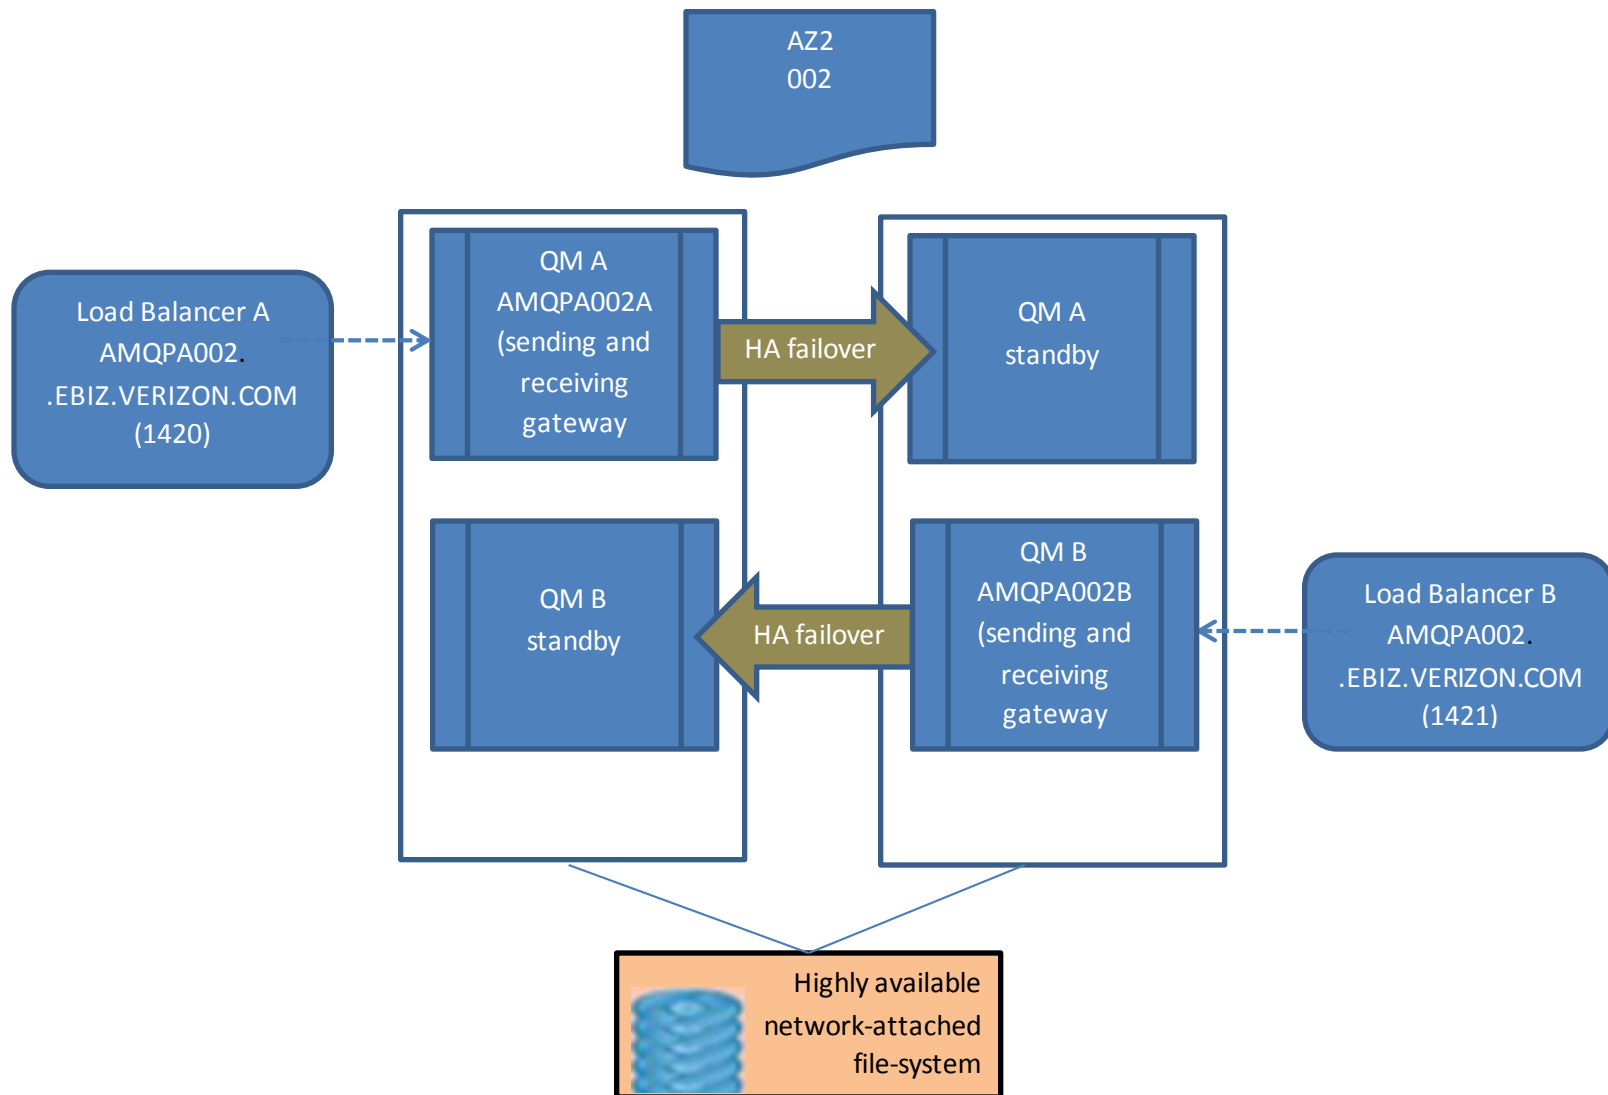 AZ2
002
QM A
AMQPA002A
(sending and
receiving
gateway
HA failover
QM A
standby
Load Balancer A
AMQPA002.
.EBIZ.VERIZON.COM
(1420)
QM B
standby
HA failover
QM B
AMQPA002B
(sending and
receiving
gateway
Load Balancer B
AMQPA002.
.EBIZ.VERIZON.COM
(1421)
Highly available
network-attached
file-system